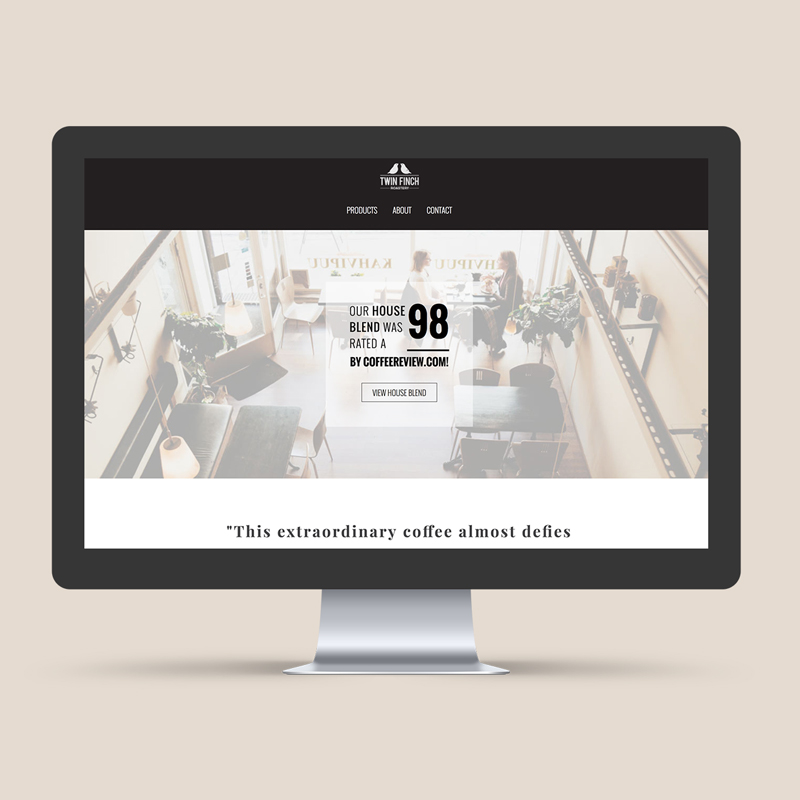 TWIN FINCH
ROASTERY
PRODUCTS ABOUT CONTACT
KAHVIPUU
HVIPUU
OUR HOUSE
BLEND WAS
RATED A
98
BY COFFEEREVIEW.COM!
VIEW HOUSE BLEND
"This extraordinary coffee almost defies